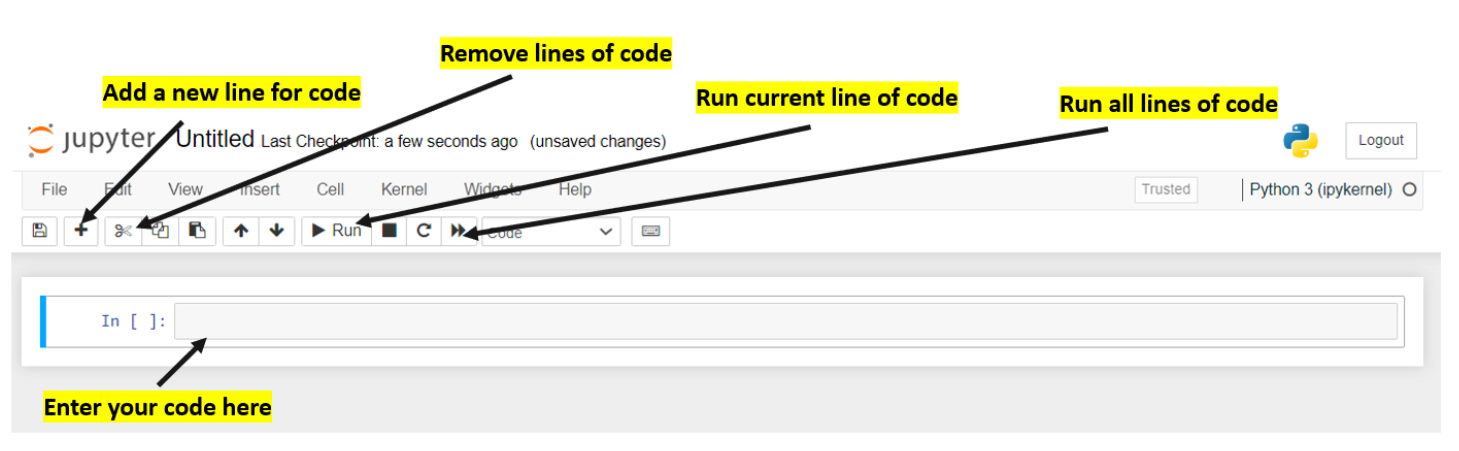 Remove lines of code
Add a new line for code
Run current line of code
Run all lines of code
jupyter Untitled Last Checkpoint: a few seconds ago (unsaved changes)
Logout
File Edit View Insert Cell Kernel Widgets Help
Trusted
Python 3 (ipykernel)
Run
Code
In [ ]:
Enter your code here